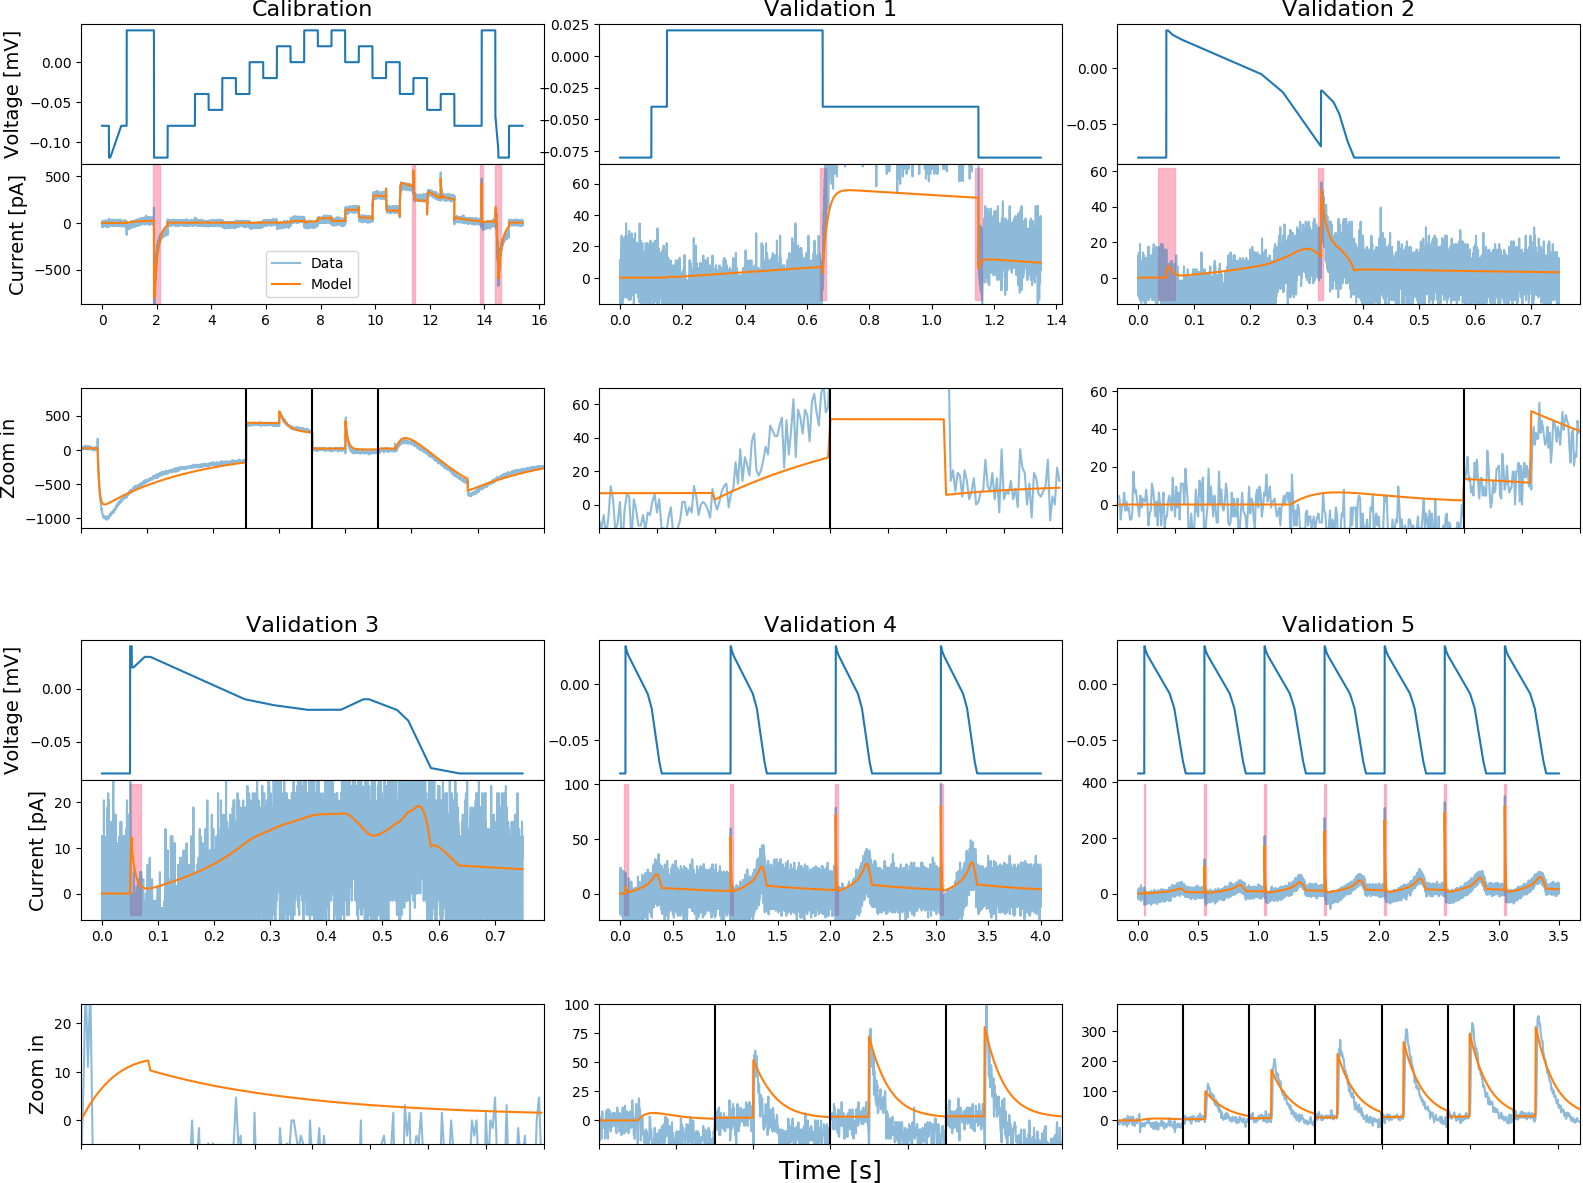 Calibration
Validation 1
Validation 2
Voltage [mV]
0.00
−0.05
−0.10
0.025
0.000
−0.025
−0.050
−0.075
0.00
−0.05
Current [pA]
500
0
−500
Data
Model
60
40
20
0
60
40
20
0
0 2 4 6 8 10 12 14 16
0.0 0.2 0.4 0.6 0.8 1.0 1.2 1.4
0.0 0.1 0.2 0.3 0.4 0.5 0.6 0.7
Zoom in
500
0
−500
−1000
60
40
20
0
60
40
20
0
Validation 3
Validation 4
Validation 5
Voltage [mV]
0.00
−0.05
0.00
−0.05
0.00
−0.05
Current [pA]
20
10
0
100
50
0
400
200
0
0.0 0.1 0.2 0.3 0.4 0.5 0.6 0.7
0.0 0.5 1.0 1.5 2.0 2.5 3.0 3.5 4.0
0.0 0.5 1.0 1.5 2.0 2.5 3.0 3.5
Zoom in
20
10
0
100
75
50
25
0
300
200
100
0
Time [s]